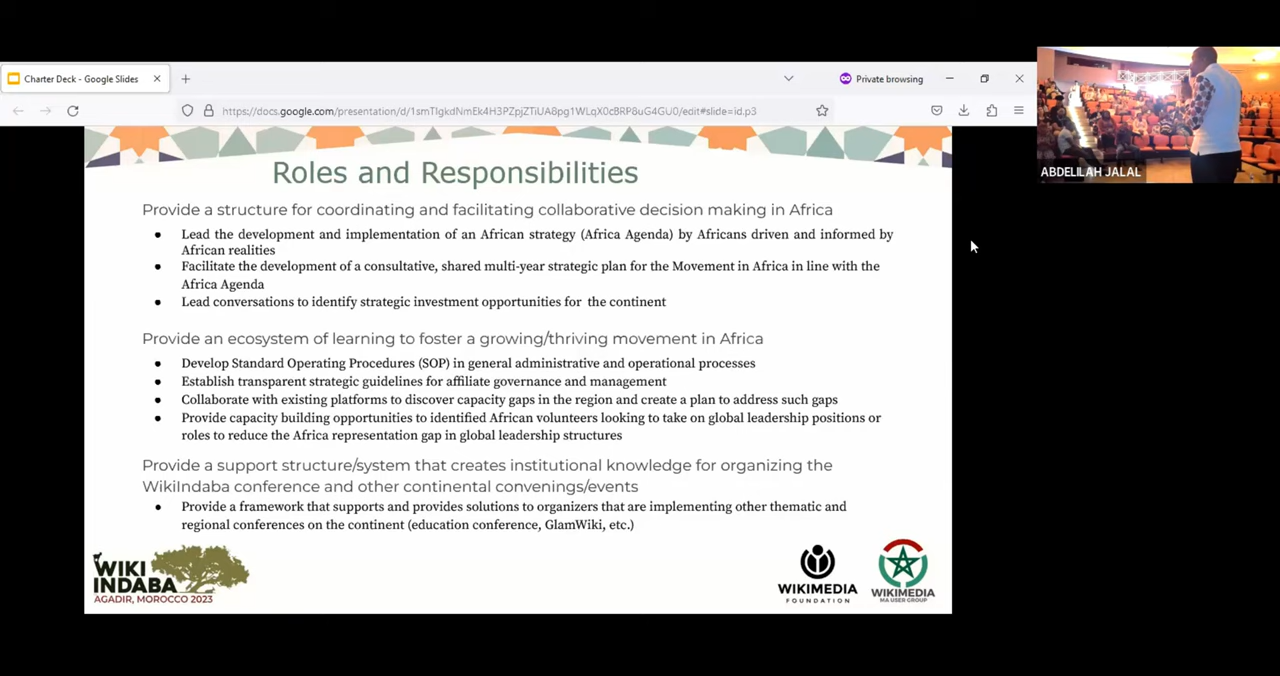 Charter Deck - Google Slides
Private browsing
https://docs.google.com/presentation/d/1smTIgkdNmEk4H3PZpjZTiUA8pg1WLqX0cBRP8uG4GU0/edit#slide=id.p3
ABDELILAH JALAL
Roles and Responsibilities
Provide a structure for coordinating and facilitating collaborative decision making in Africa
● Lead the development and implementation of an African strategy (Africa Agenda) by Africans driven and informed by
African realities
● Facilitate the development of a consultative, shared multi-year strategic plan for the Movement in Africa in line with the
Africa Agenda
● Lead conversations to identify strategic investment opportunities for the continent
Provide an ecosystem of learning to foster a growing/thriving movement in Africa
● Develop Standard Operating Procedures (SOP) in general administrative and operational processes
● Establish transparent strategic guidelines for affiliate governance and management
● Collaborate with existing platforms to discover capacity gaps in the region and create a plan to address such gaps
● Provide capacity building opportunities to identified African volunteers looking to take on global leadership positions or
roles to reduce the Africa representation gap in global leadership structures
Provide a support structure/system that creates institutional knowledge for organizing the
WikiIndaba conference and other continental convenings/events
● Provide a framework that supports and provides solutions to organizers that are implementing other thematic and
regional conferences on the continent (education conference, GlamWiki, etc.)
WIKI
INDABA
AGADIR, MOROCCO 2023
WIKIMEDIA
FOUNDATION
WIKIMEDIA
MA USER GROUP